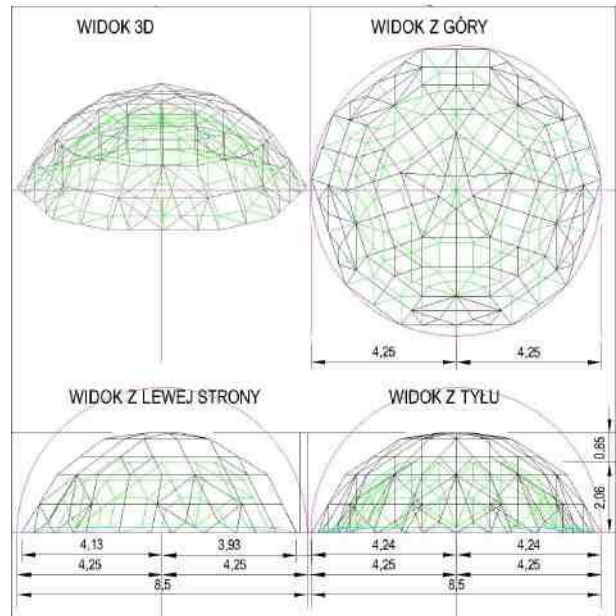 WIDOK 3D
WIDOK Z GÓRY
4,25 4,25
WIDOK Z LEWEJ STRONY
WIDOK Z TYŁU
0,85
2,06
4,13 3,93
4,25 4,25
8,5
4,24 4,24
4,25 4,25
8,5